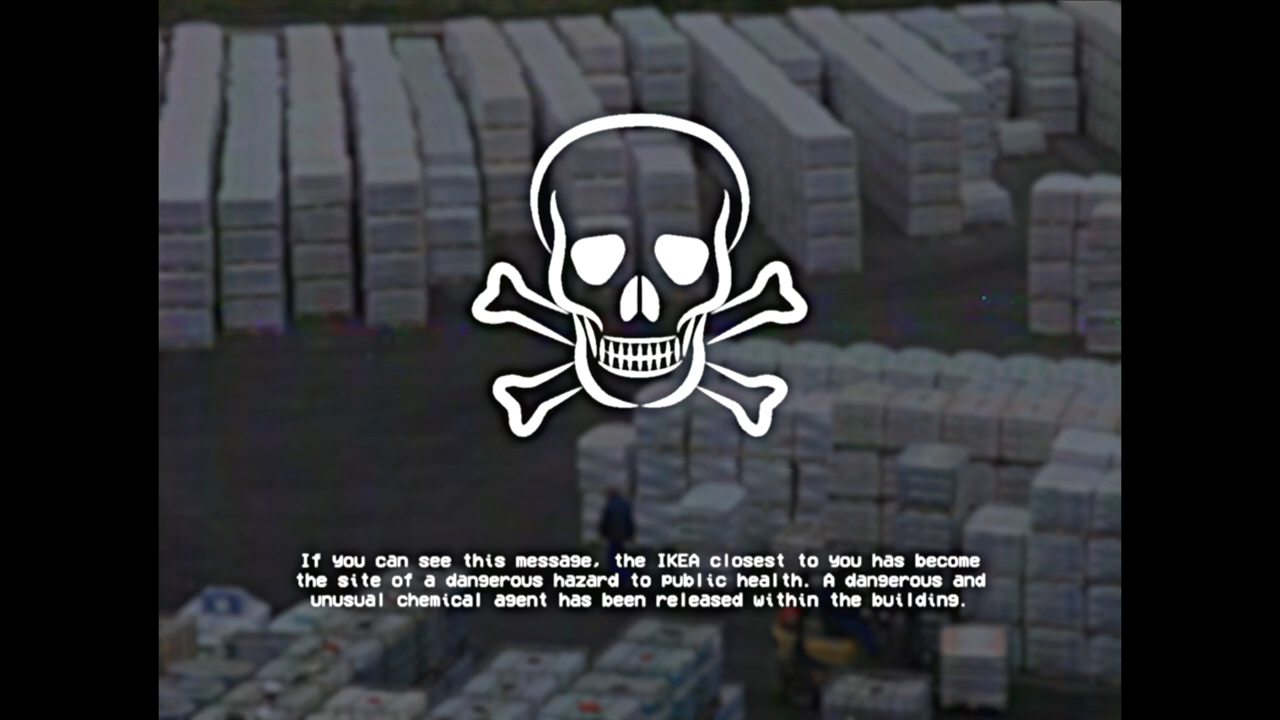 If you can see this message, the IKEA closest to you has become
the site of a dangerous hazard to public health. A dangerous and
unusual chemical agent has been released within the building.